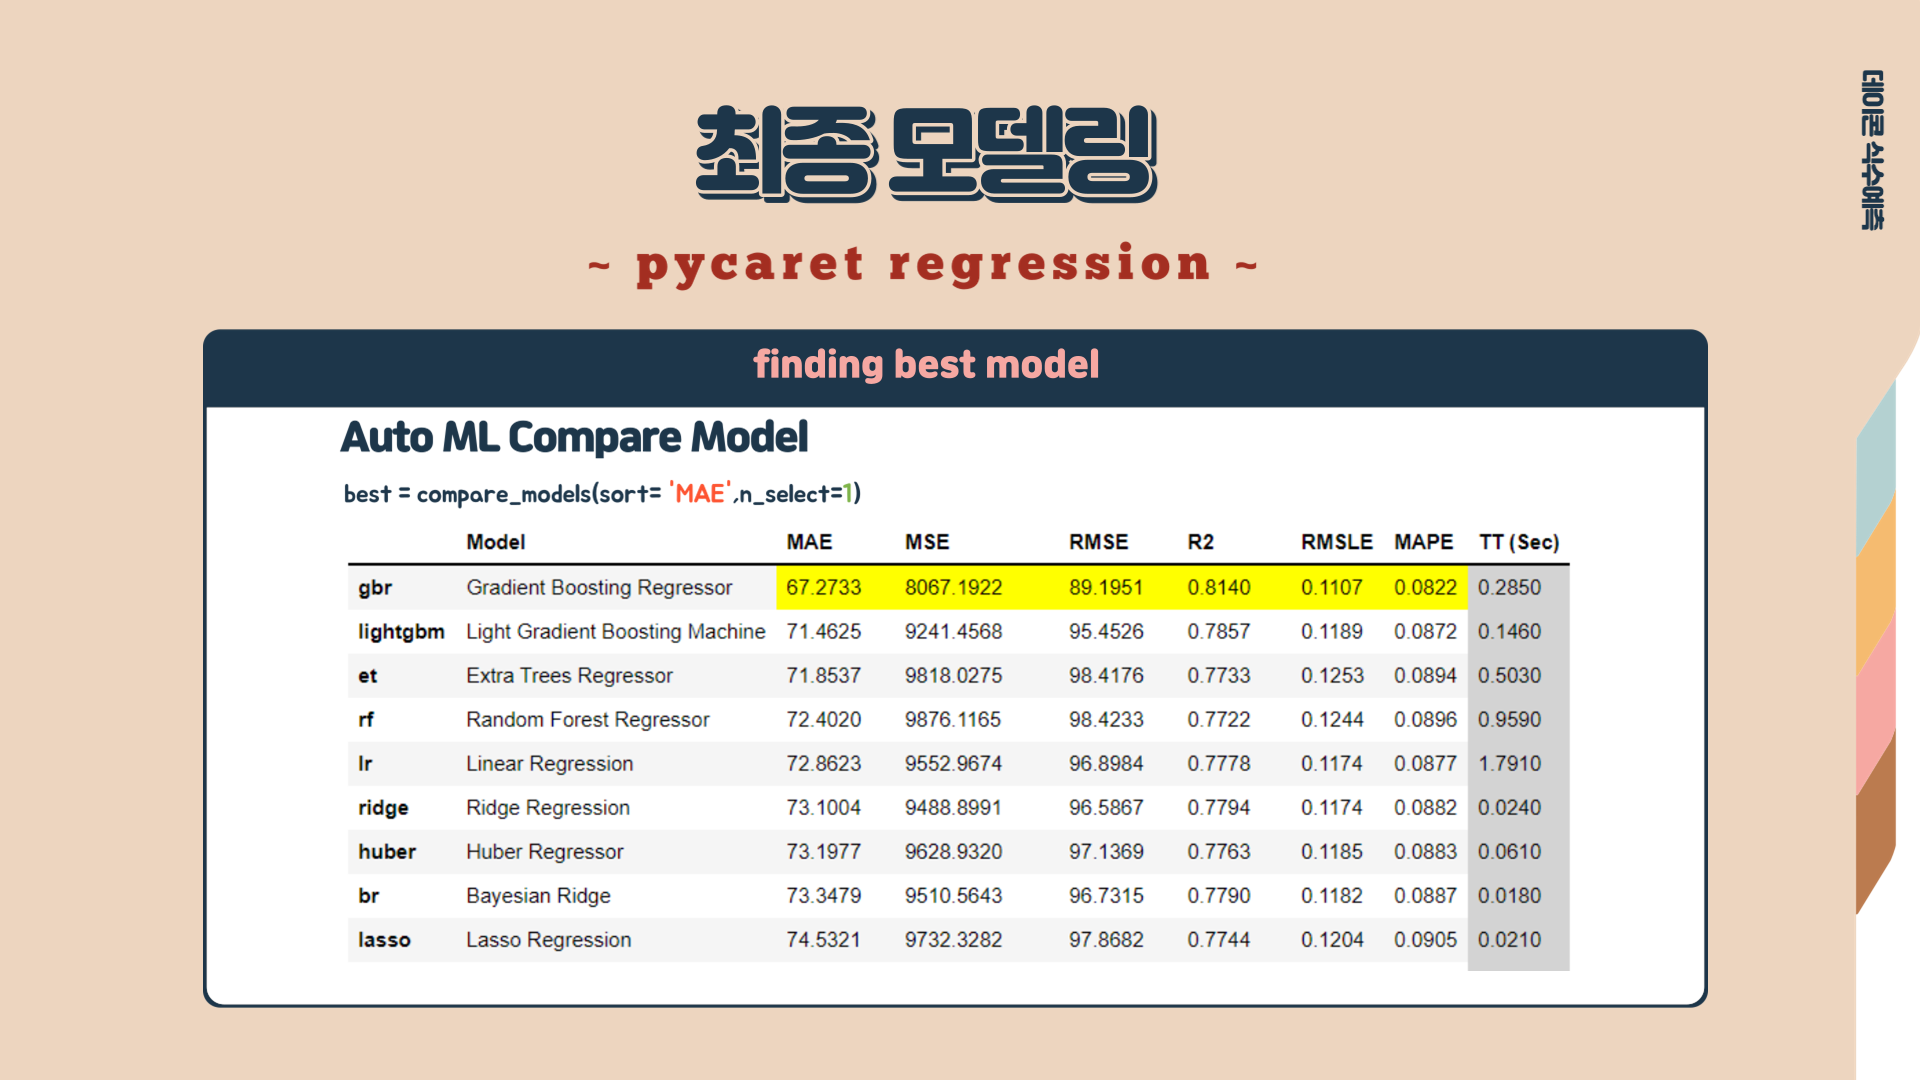 최종 모델링
~ pycaret regression ~
데이콘 식수예측
finding best model
Auto ML Compare Model
best = compare_models(sort= 'MAE',n_select=1)
Model MAE MSE RMSE R2 RMSLE MAPE TT (Sec)
gbr Gradient Boosting Regressor 67.2733 8067.1922 89.1951 0.8140 0.1107 0.0822 0.2850
lightgbm Light Gradient Boosting Machine 71.4625 9241.4568 95.4526 0.7857 0.1189 0.0872 0.1460
et Extra Trees Regressor 71.8537 9818.0275 98.4176 0.7733 0.1253 0.0894 0.5030
rf Random Forest Regressor 72.4020 9876.1165 98.4233 0.7722 0.1244 0.0896 0.9590
lr Linear Regression 72.8623 9552.9674 96.8984 0.7778 0.1174 0.0877 1.7910
ridge Ridge Regression 73.1004 9488.8991 96.5867 0.7794 0.1174 0.0882 0.0240
huber Huber Regressor 73.1977 9628.9320 97.1369 0.7763 0.1185 0.0883 0.0610
br Bayesian Ridge 73.3479 9510.5643 96.7315 0.7790 0.1182 0.0887 0.0180
lasso Lasso Regression 74.5321 9732.3282 97.8682 0.7744 0.1204 0.0905 0.0210